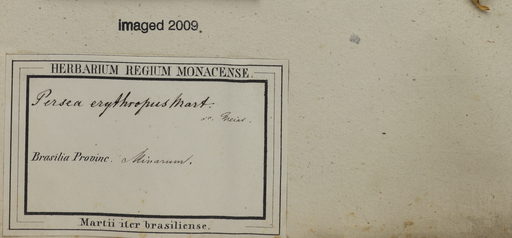 imaged 2009.
HERBARIUM REGIUM MONACENSE.
Persea erythropus Mart.
Brasilia Provinc. Minarum.
Martii iter brasiliense.